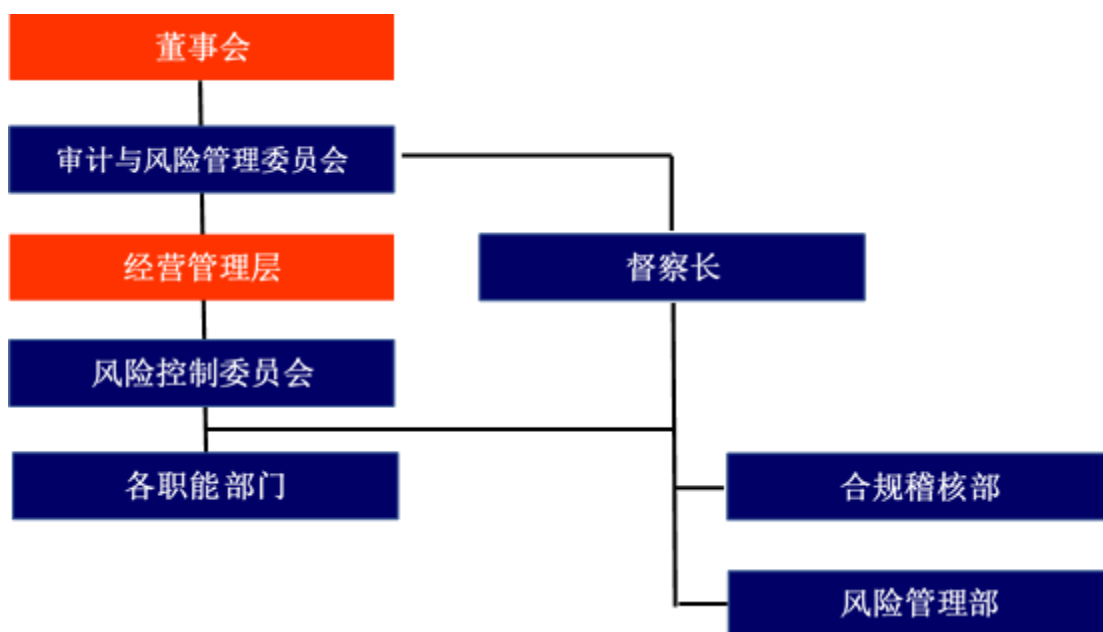 董事会
审计与风险管理委员会
经营管理层
督察长
风险控制委员会
各职能部门
合规稽核部
风险管理部